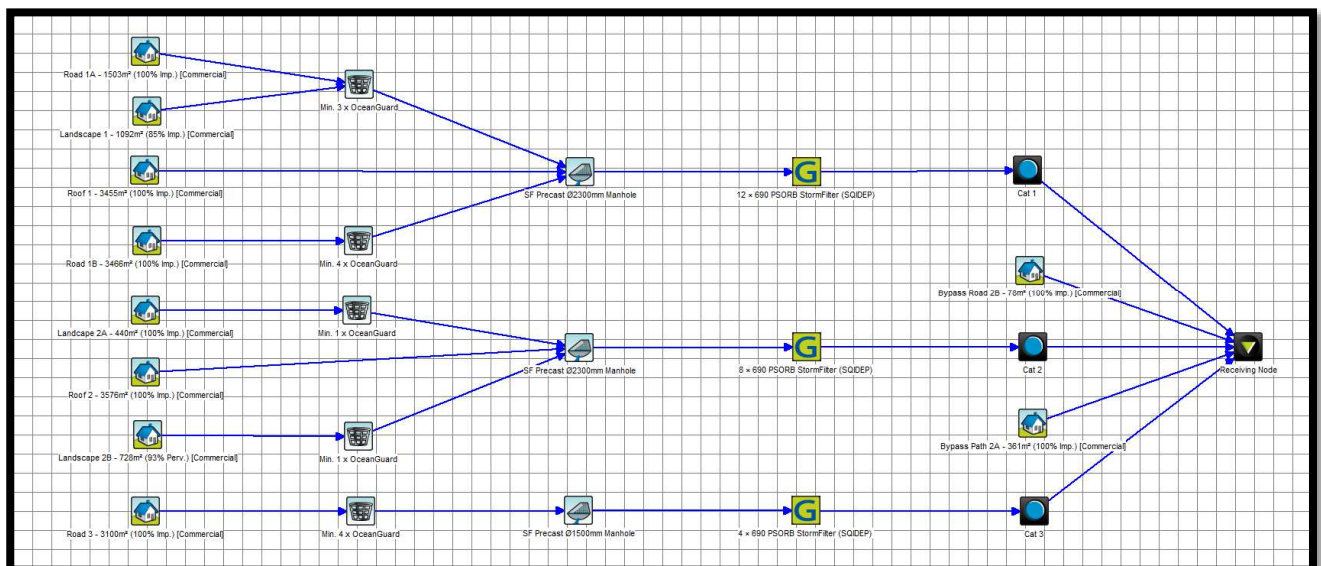 Road 1A - 1503m² (100% Imp.) [Commercial]
Min. 3 x OceanGuard
Landscape 1 - 1092m² (85% Imp.) [Commercial]
Roof 1 - 3455m² (100% Imp.) [Commercial]
SF Precast Ø2300mm Manhole
G
12 × 690 PSORB StormFilter (SQIDEP)
Cat 1
Road 1B - 3466m² (100% Imp.) [Commercial]
Min. 4 x OceanGuard
Bypass Road 2B - 78m² (100% Imp.) [Commercial]
Landcape 2A - 440m² (100% Imp.) [Commercial]
Min. 1 x OceanGuard
Roof 2 - 3576m² (100% Imp.) [Commercial]
SF Precast Ø2300mm Manhole
G
8 × 690 PSORB StormFilter (SQIDEP)
Cat 2
Receiving Node
Landscape 2B - 728m² (93% Perv.) [Commercial]
Min. 1 x OceanGuard
Bypass Path 2A - 361m² (100% Imp.) [Commercial]
Road 3 - 3100m² (100% Imp.) [Commercial]
Min. 4 x OceanGuard
SF Precast Ø1500mm Manhole
G
4 × 690 PSORB StormFilter (SQIDEP)
Cat 3